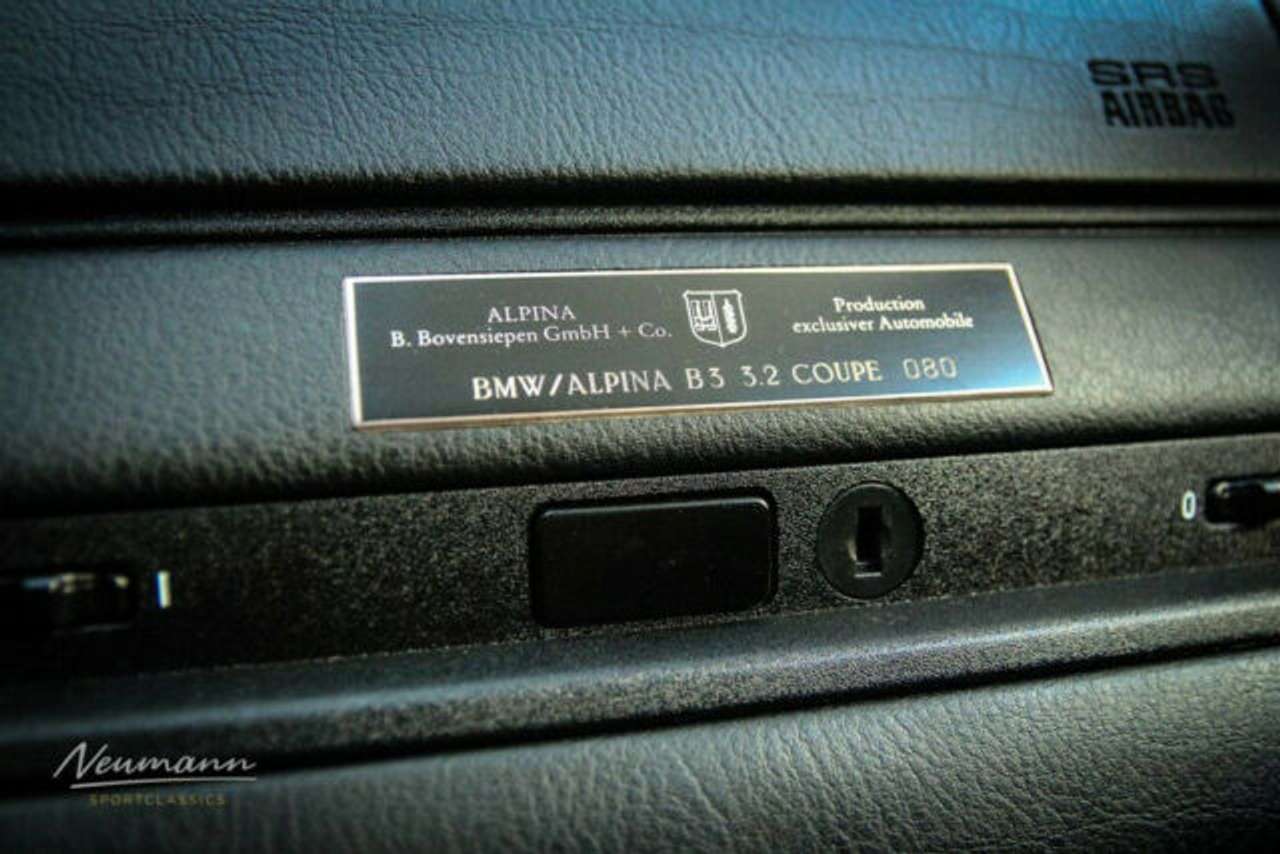 SRS
AIRBAG
ALPINA
B. Bovensiepen GmbH + Co.
Production
exclusiver Automobile
BMW/ALPINA B3 3.2 COUPE 080
I
0
Neumann
SPORTCLASSICS